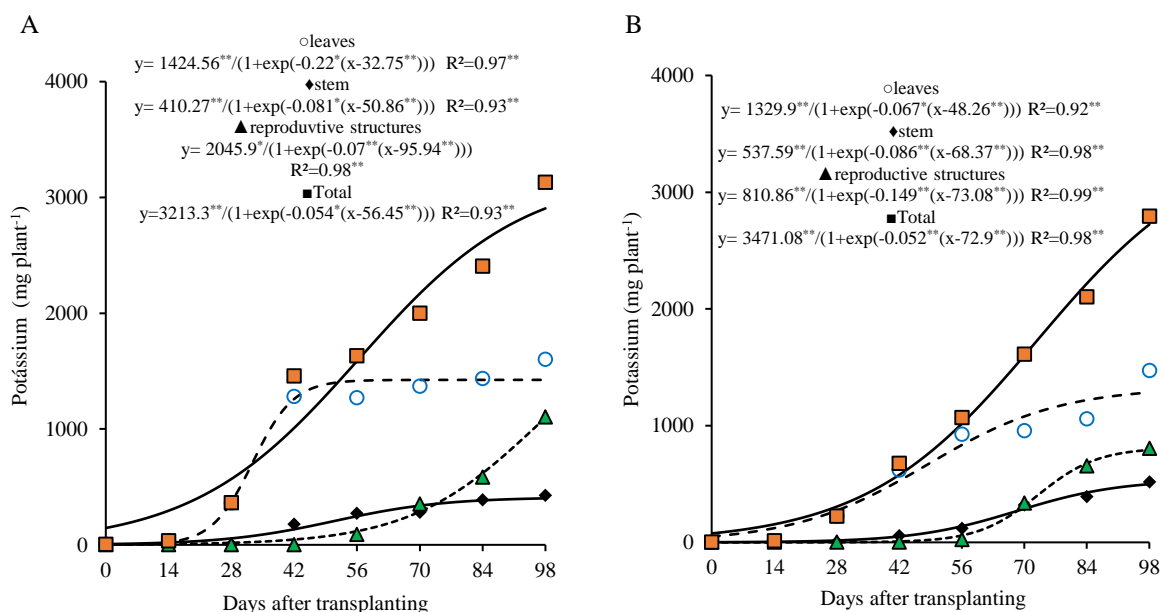 A
○leaves
y= 1424.56**/(1+exp(-0.22*(x-32.75**))) R²=0.97**
♦stem
y= 410.27**/(1+exp(-0.081*(x-50.86**))) R²=0.93**
▲reproduvtive structures
y= 2045.9*/(1+exp(-0.07**(x-95.94**)))
R²=0.98**
■Total
y=3213.3**/(1+exp(-0.054*(x-56.45**))) R²=0.93**
4000
3000
2000
1000
0
Potássium (mg plant-1)
0 14 28 42 56 70 84 98
Days after transplanting
B
○leaves
y= 1329.9**/(1+exp(-0.067*(x-48.26**))) R²=0.92**
♦stem
y= 537.59**/(1+exp(-0.086**(x-68.37**))) R²=0.98**
▲reproductive structures
y= 810.86**/(1+exp(-0.149**(x-73.08**))) R²=0.99**
■Total
y= 3471.08**/(1+exp(-0.052**(x-72.9**))) R²=0.98**
4000
3000
2000
1000
0
Potassium (mg plant-1)
0 14 28 42 56 70 84 98
Days after transplanting